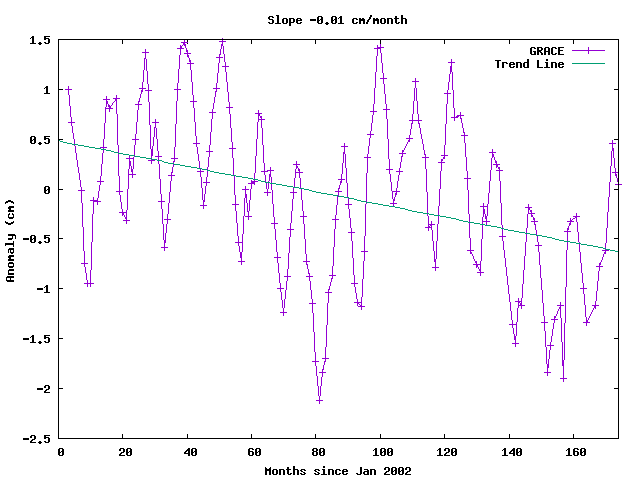 Slope -0.01 cm/month
GRACE
Trend Line
1.5
1
0.5
0
-0.5
-1
-1.5
-2
-2.5
Anomaly (cm)
0 20 40 60 80 100 120 140 160
Months since Jan 2002